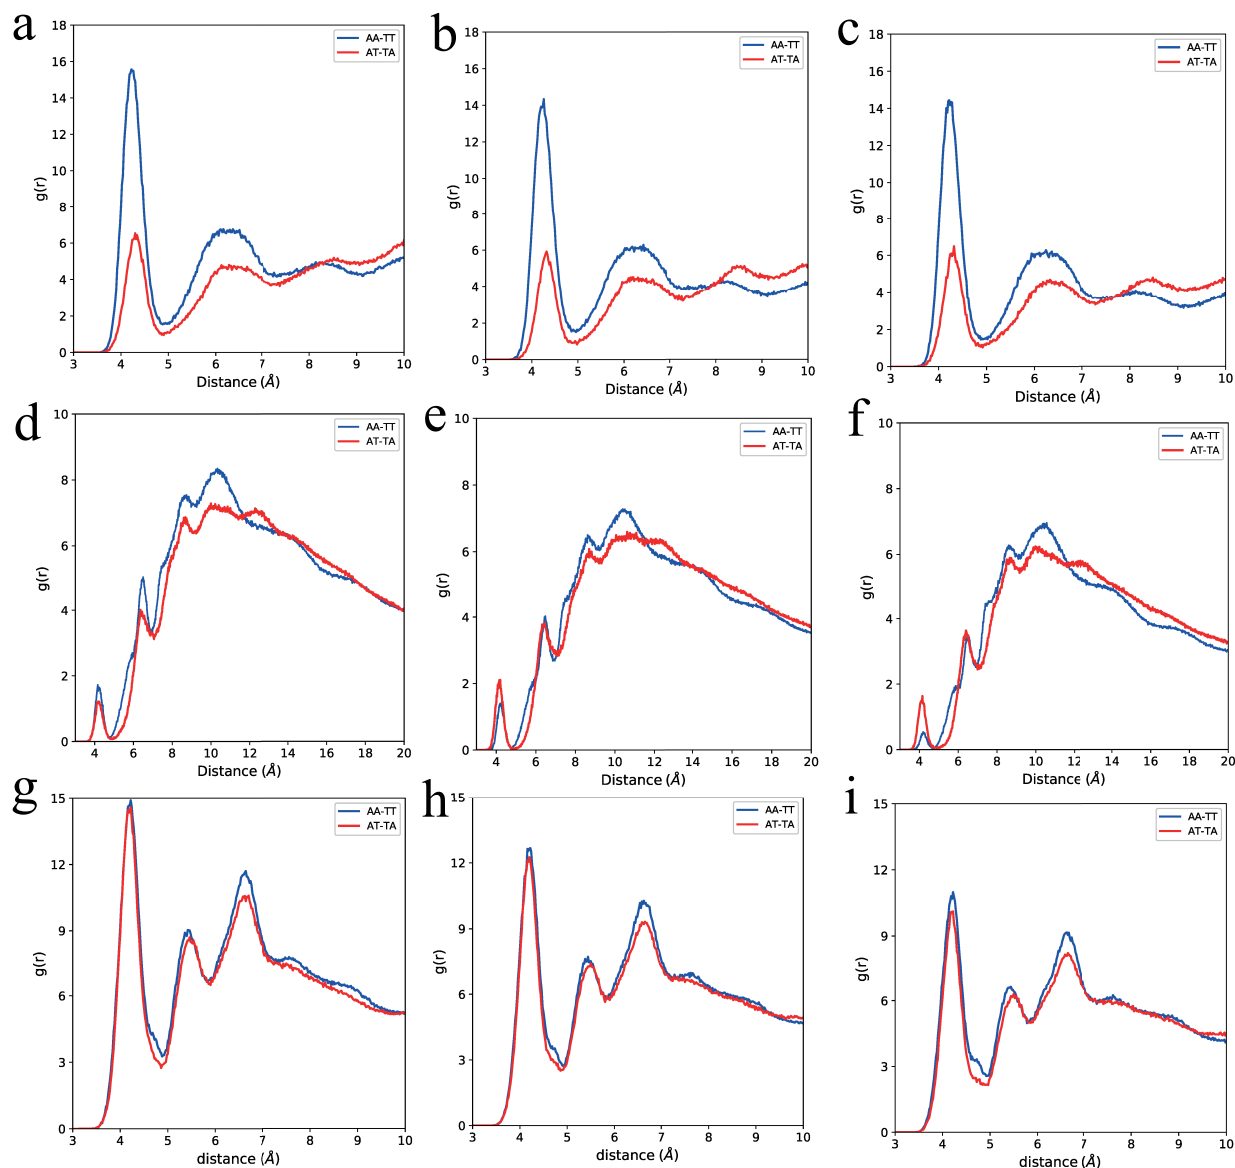 a
18
16
14
12
10
8
6
4
2
0
g(r)
AA-TT
AT-TA
3 4 5 6 7 8 9 10
Distance (Å)
b
18
16
14
12
10
8
6
4
2
0
g(r)
AA-TT
AT-TA
3 4 5 6 7 8 9 10
Distance (Å)
c
18
16
14
12
10
8
6
4
2
0
g(r)
AA-TT
AT-TA
3 4 5 6 7 8 9 10
Distance (Å)
d
10
8
6
4
2
0
g(r)
AA-TT
AT-TA
4 6 8 10 12 14 16 18 20
Distance (Å)
e
10
8
6
4
2
0
g(r)
AA-TT
AT-TA
4 6 8 10 12 14 16 18 20
Distance (Å)
f
10
8
6
4
2
0
g(r)
AA-TT
AT-TA
4 6 8 10 12 14 16 18 20
Distance (Å)
g
15
12
9
6
3
0
g(r)
AA-TT
AT-TA
3 4 5 6 7 8 9 10
distance (Å)
h
15
12
9
6
3
0
g(r)
AA-TT
AT-TA
3 4 5 6 7 8 9 10
distance (Å)
i
15
12
9
6
3
0
g(r)
AA-TT
AT-TA
3 4 5 6 7 8 9 10
distance (Å)